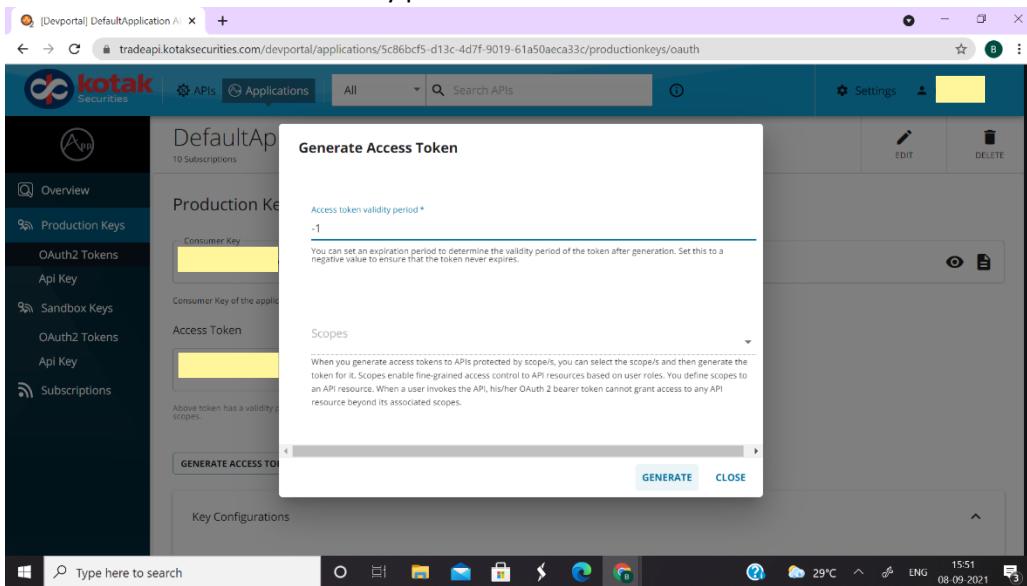 [Devportal] DefaultApplication A
tradeapi.kotaksecurities.com/devportal/applications/5c86bcf5-d13c-4d7f-9019-61a50aeca33c/productionkeys/oauth
B
kotak
Securities
APIs
Applications
All
Search APIs
Settings
App
DefaultAp
10 Subscriptions
EDIT
DELETE
Overview
Production Keys
OAuth2 Tokens
Api Key
Sandbox Keys
OAuth2 Tokens
Api Key
Subscriptions
Production Ke
Consumer Key
Consumer Key of the applic
Access Token
Above token has a validity p
scopes.
GENERATE ACCESS TO
Key Configurations
Generate Access Token
Access token validity period *
-1
You can set an expiration period to determine the validity period of the token after generation. Set this to a
negative value to ensure that the token never expires.
Scopes
When you generate access tokens to APIs protected by scope/s, you can select the scope/s and then generate the
token for it. Scopes enable fine-grained access control to API resources based on user roles. You define scopes to
an API resource. When a user invokes the API, his/her OAuth 2 bearer token cannot grant access to any API
resource beyond its associated scopes.
GENERATE
CLOSE
Type here to search
29°C
ENG
15:51
08-09-2021